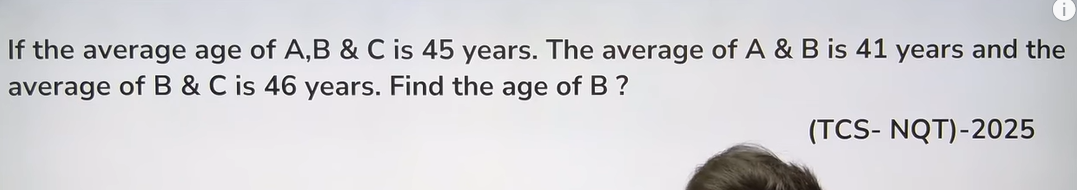 If the average age of A,B & C is 45 years. The average of A & B is 41 years and the
average of B & C is 46 years. Find the age of B ?
(TCS- NQT)-2025